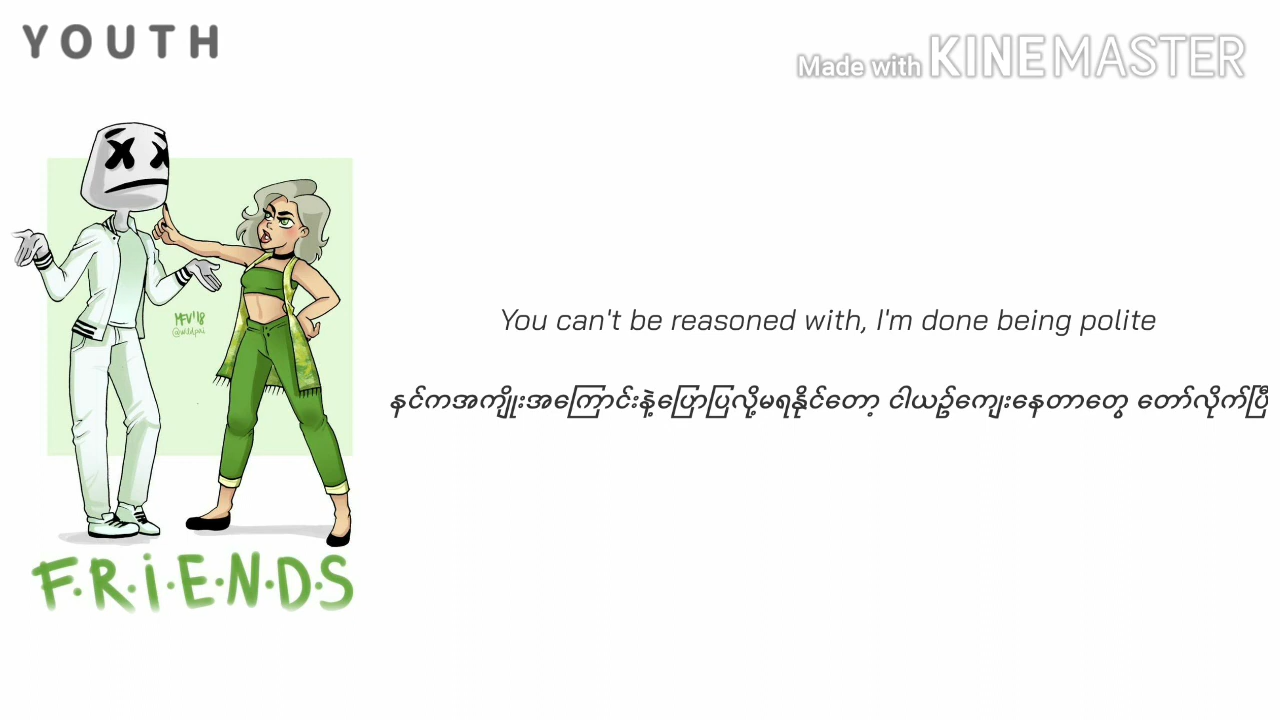 YOUTH
Made with KINEMASTER
MFV'18
You can't be reasoned with, I'm done being polite
နင်ကအကျိုးအကြောင်းနဲ့ပြောပြလို့မရနိုင်တော့ ငါယဉ်ကျေးနေတာတွေ တော်လိုက်ပြီ
F·R·I·E·N·D·S